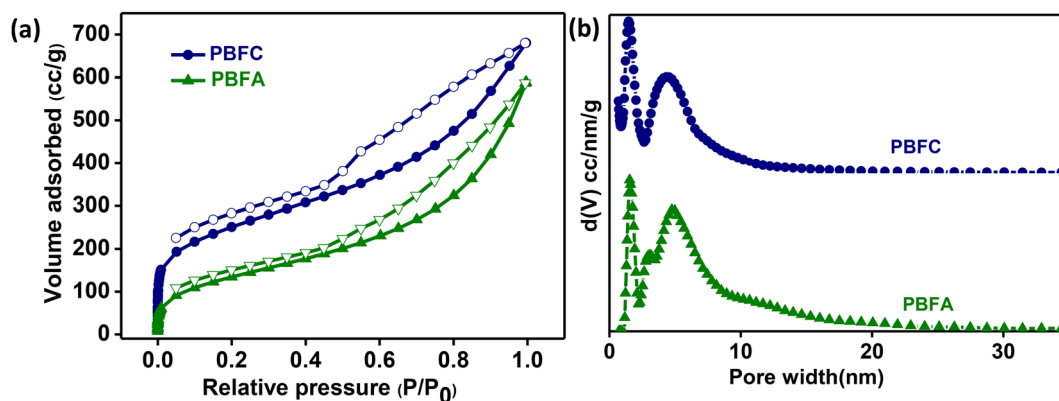 (a)
Volume adsorbed (cc/g)
700
600
500
400
300
200
100
0
PBFC
PBFA
0.0 0.2 0.4 0.6 0.8 1.0
Relative pressure (P/P0)
(b)
d(V) cc/nm/g
PBFC
PBFA
0 10 20 30
Pore width(nm)